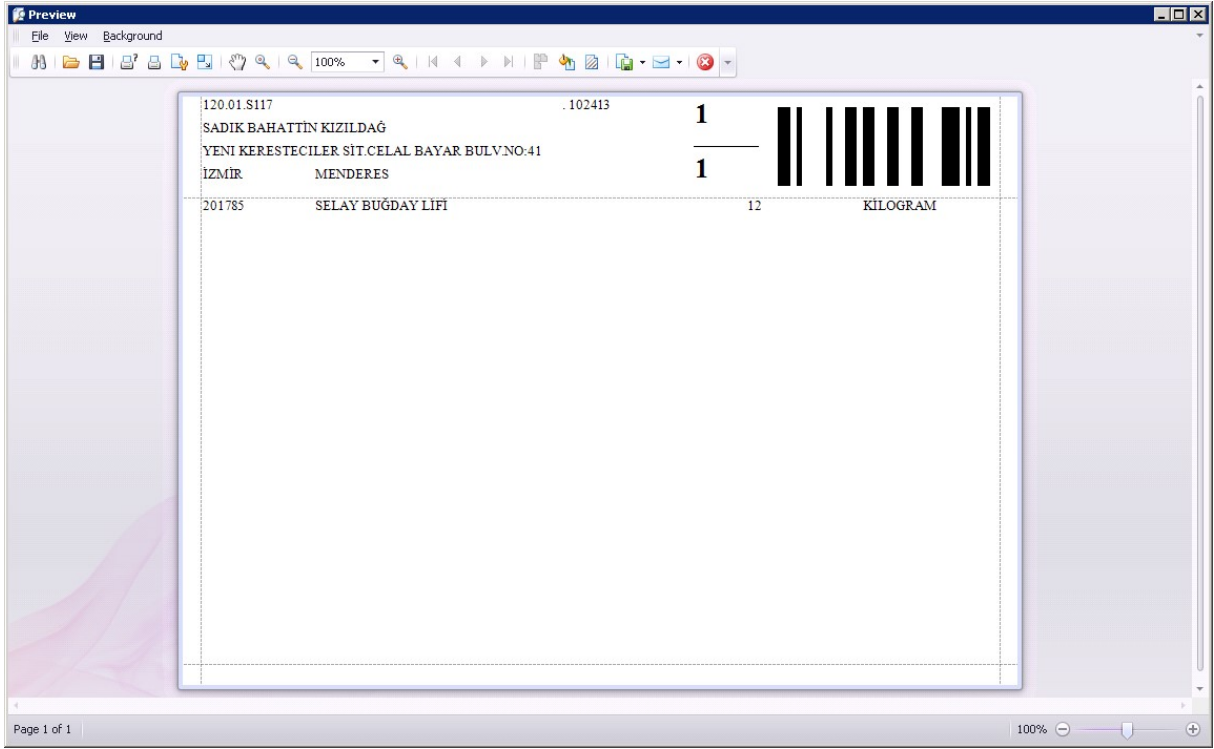 Preview
File View Background
100%
120.01.S117 . 102413
SADIK BAHATTİN KIZILDAĞ
YENI KERESTECILER SİT.CELAL BAYAR BULV.NO:41
İZMİR MENDERES
1
1
201785 SELAY BUĞDAY LİFİ 12 KİLOGRAM
Page 1 of 1 100%